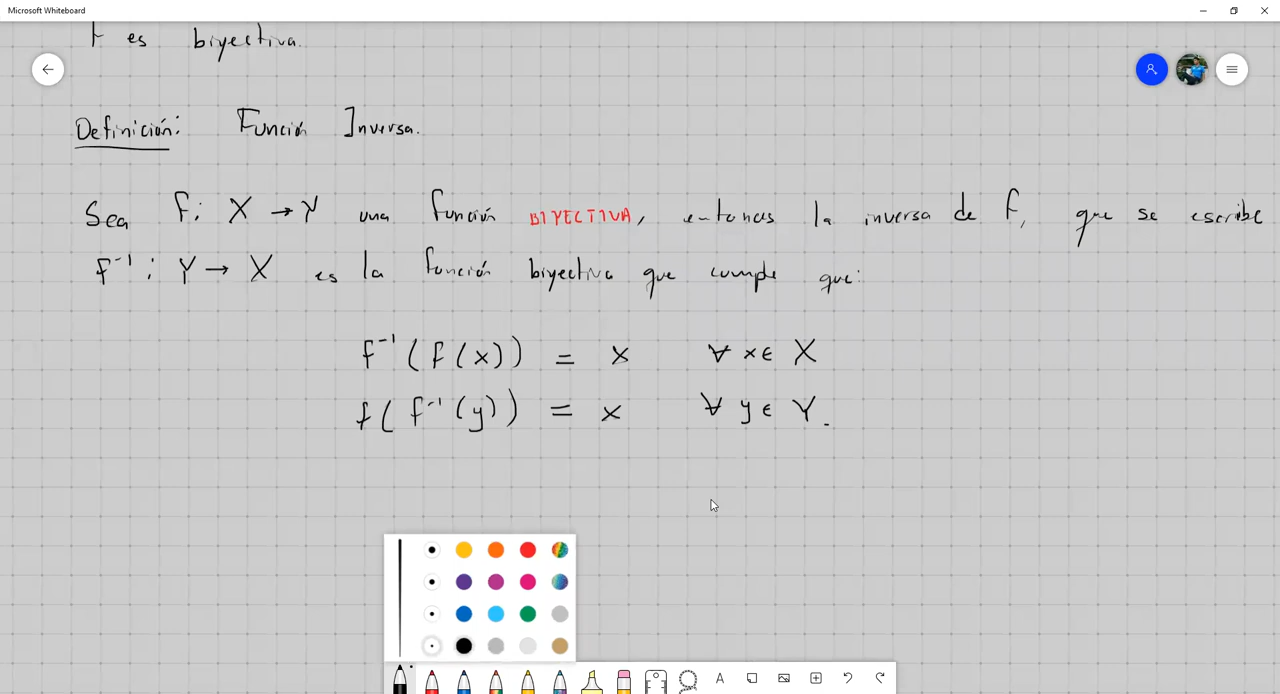 Microsoft Whiteboard
f es biyectiva.
Definición: Función Inversa.
Sea f: X → Y una función BIYECTIVA, entonces la inversa de f, que se escribe
f⁻¹: Y → X es la función biyectiva que cumple que:
f⁻¹(f(x)) = x ∀ x ∈ X
f(f⁻¹(y)) = x ∀ y ∈ Y.
A